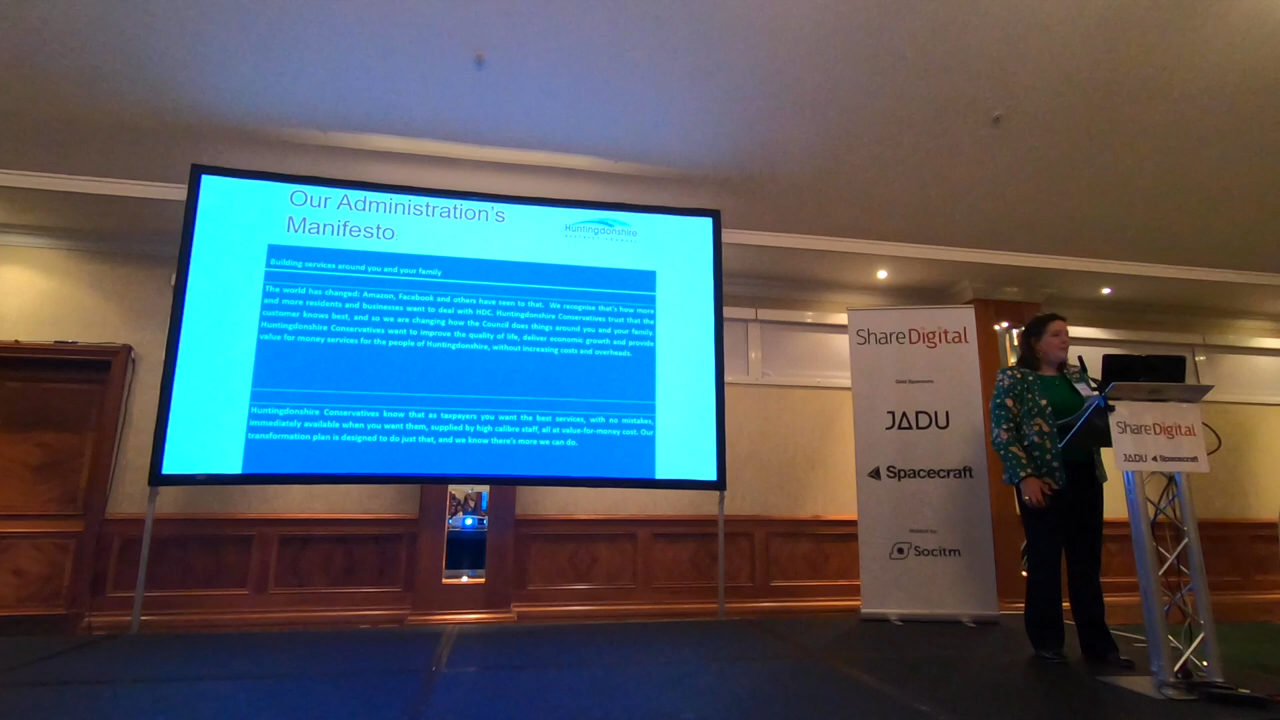 Our Administration's
Manifesto.
Huntingdonshire
Building services around you and your family
The world has changed: Amazon, Facebook and others have seen to that. We recognise that's how more
and more residents and businesses want to deal with HDC. Huntingdonshire Conservatives trust that the
customer knows best, and so we are changing how the Council does things around you and your family.
Huntingdonshire Conservatives want to improve the quality of life, deliver economic growth and provide
value for money services for the people of Huntingdonshire, without increasing costs and overheads.
Huntingdonshire Conservatives know that as taxpayers you want the best services, with no mistakes,
immediately available when you want them, supplied by high calibre staff, all at value-for-money cost. Our
transformation plan is designed to do just that, and we know there's more we can do.
ShareDigital
JADU
Spacecraft
Hosted by
Socitm
ShareDigital
JADU Spacecraft